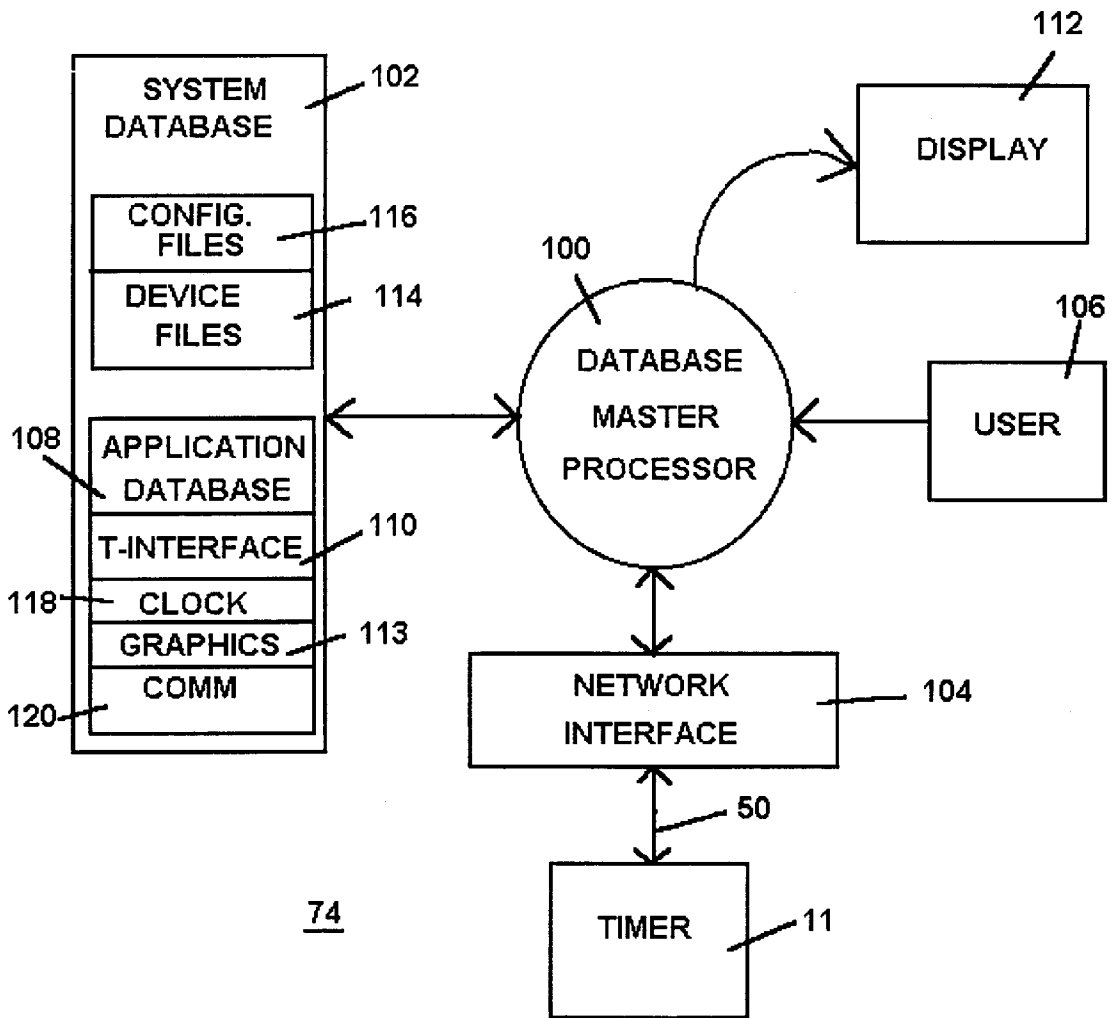 SYSTEM
DATABASE
102
CONFIG.
FILES
116
DEVICE
FILES
114
108
APPLICATION
DATABASE
T-INTERFACE
110
118
CLOCK
GRAPHICS
113
COMM
120
100
DATABASE
MASTER
PROCESSOR
112
DISPLAY
106
USER
NETWORK
INTERFACE
104
50
TIMER
11
74